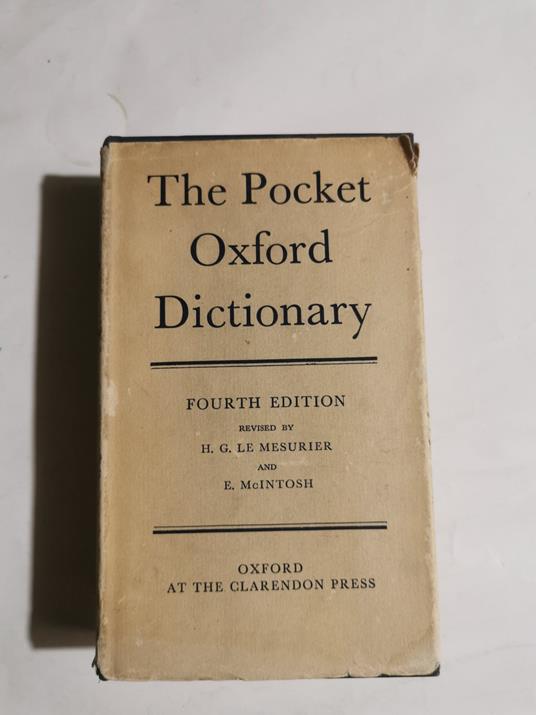 The Pocket
Oxford
Dictionary
FOURTH EDITION
REVISED BY
H. G. LE MESURIER
AND
E. McINTOSH
OXFORD
AT THE CLARENDON PRESS